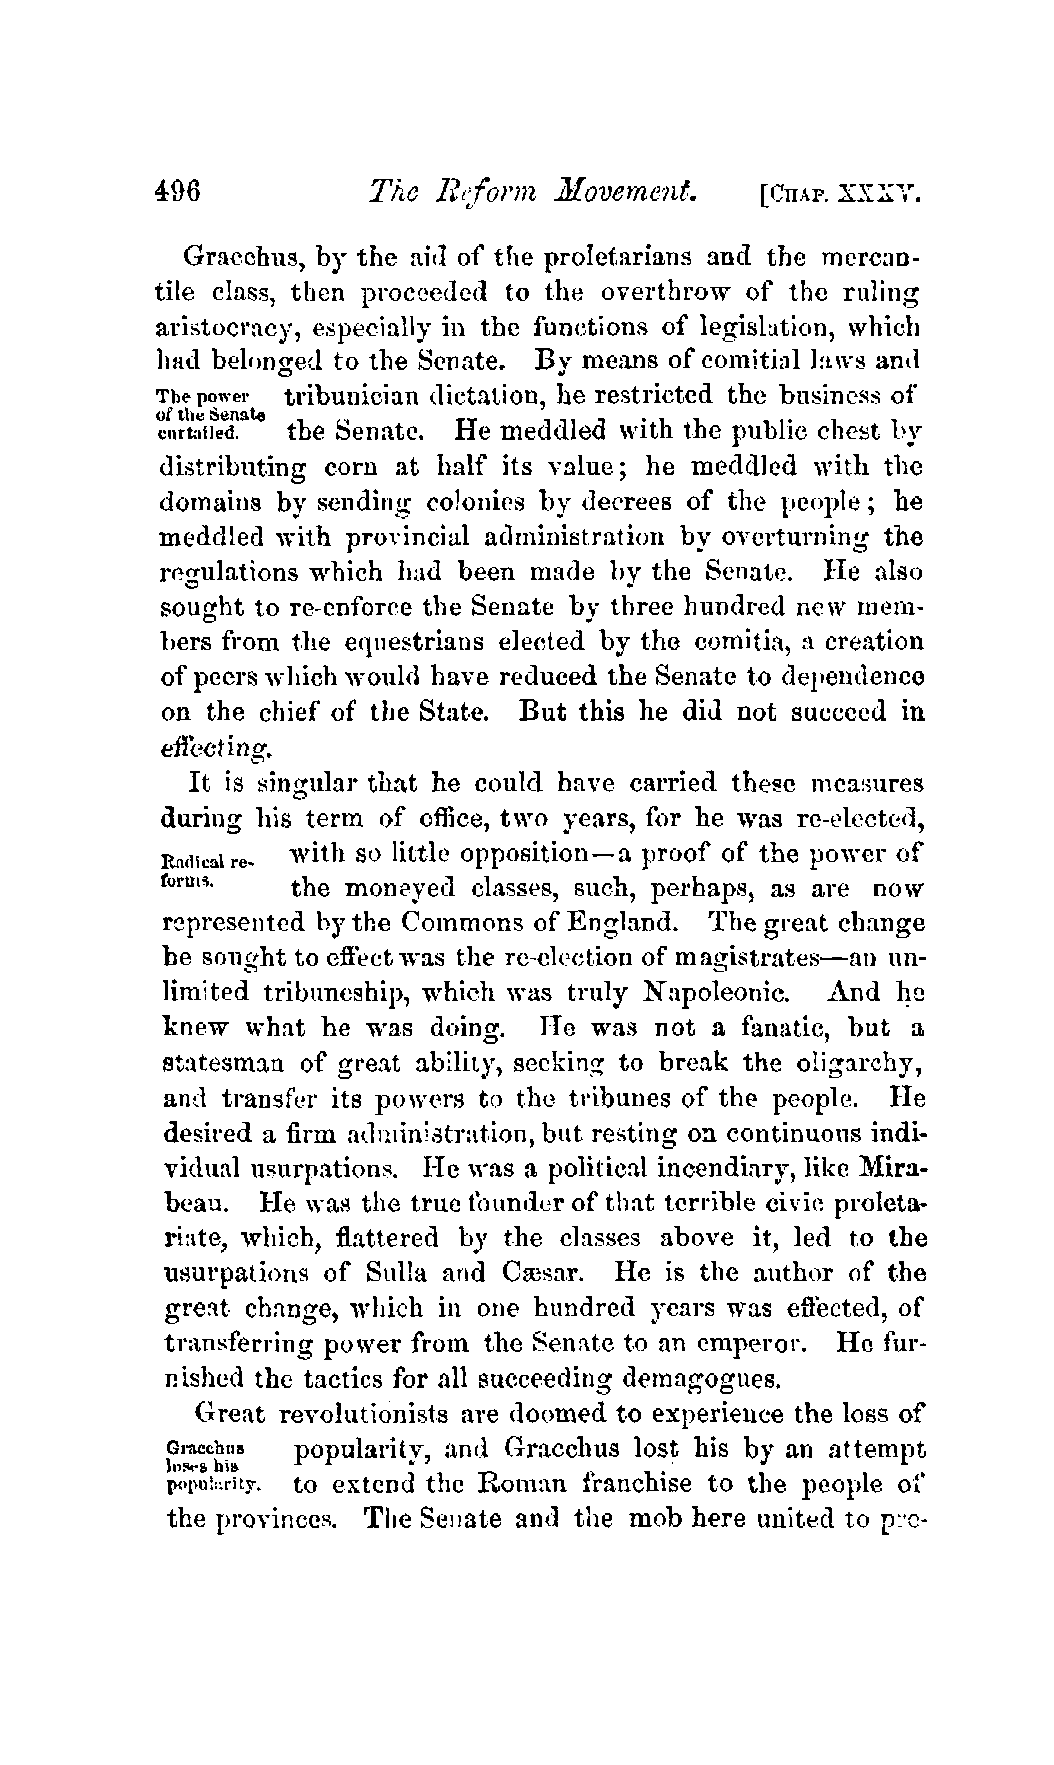 496 The Reform Movement. [CHAP. XXXV.
Gracchus, by the aid of the proletarians and the mercan-
tile class, then proceeded to the overthrow of the ruling
aristocracy, especially in the functions of legislation, which
had belonged to the Senate. By means of comitial laws and
The power
of the Senate
curtailed.
tribunician dictation, he restricted the business of
the Senate. He meddled with the public chest by
distributing corn at half its value; he meddled with the
domains by sending colonies by decrees of the people; he
meddled with provincial administration by overturning the
regulations which had been made by the Senate. He also
sought to re-enforce the Senate by three hundred new mem-
bers from the equestrians elected by the comitia, a creation
of peers which would have reduced the Senate to dependence
on the chief of the State. But this he did not succeed in
effecting.
It is singular that he could have carried these measures
during his term of office, two years, for he was re-elected,
Radical re-
forms.
with so little opposition—a proof of the power of
the moneyed classes, such, perhaps, as are now
represented by the Commons of England. The great change
he sought to effect was the re-election of magistrates—an un-
limited tribuneship, which was truly Napoleonic. And he
knew what he was doing. He was not a fanatic, but a
statesman of great ability, seeking to break the oligarchy,
and transfer its powers to the tribunes of the people. He
desired a firm administration, but resting on continuous indi-
vidual usurpations. He was a political incendiary, like Mira-
beau. He was the true founder of that terrible civic proleta-
riate, which, flattered by the classes above it, led to the
usurpations of Sulla and Cæsar. He is the author of the
great change, which in one hundred years was effected, of
transferring power from the Senate to an emperor. He fur-
nished the tactics for all succeeding demagogues.
Great revolutionists are doomed to experience the loss of
Gracchus
loses his
popularity.
popularity, and Gracchus lost his by an attempt
to extend the Roman franchise to the people of
the provinces. The Senate and the mob here united to pre-